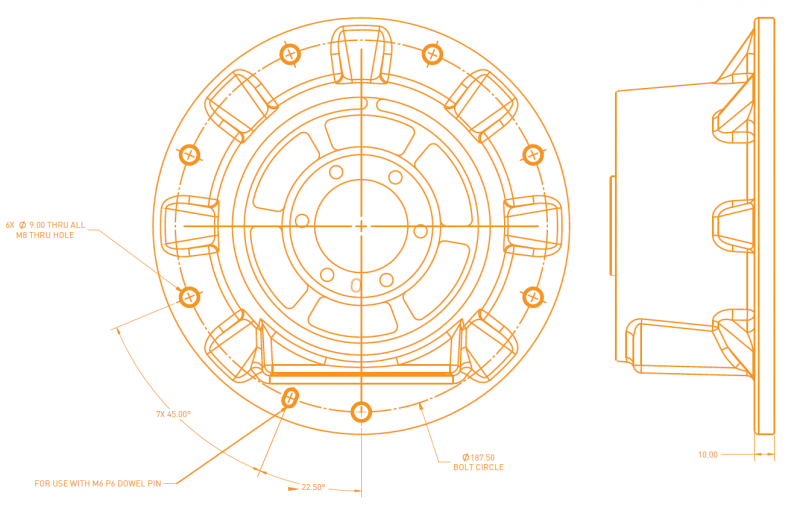 6X Ø 9.00 THRU ALL
M8 THRU HOLE
0
7X 45.00°
FOR USE WITH M6 P6 DOWEL PIN
22.50°
Ø187.50
BOLT CIRCLE
10.00